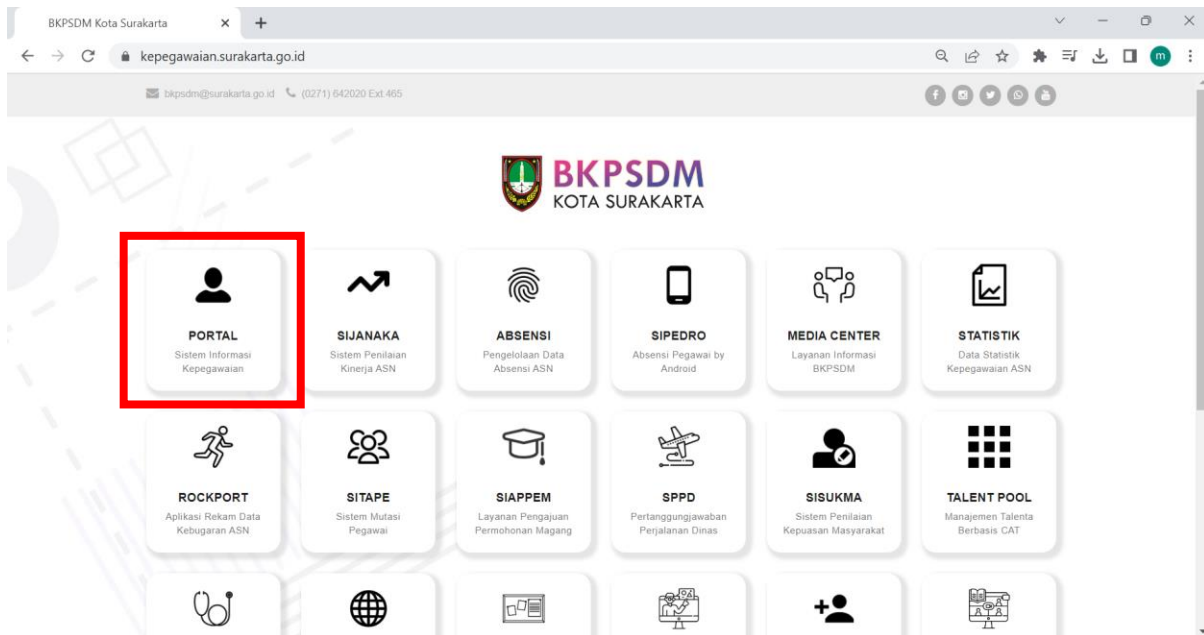 BKPSDM Kota Surakarta
kepegawaian.surakarta.go.id
m
bkpsdm@surakarta.go.id (0271) 642020 Ext.465
BKPSDM
KOTA SURAKARTA
PORTAL
Sistem Informasi
Kepegawaian
SIJANAKA
Sistem Penilaian
Kinerja ASN
ABSENSI
Pengelolaan Data
Absensi ASN
SIPEDRO
Absensi Pegawai by
Android
MEDIA CENTER
Layanan Informasi
BKPSDM
STATISTIK
Data Statistik
Kepegawaian ASN
ROCKPORT
Aplikasi Rekam Data
Kebugaran ASN
SITAPE
Sistem Mutasi
Pegawai
SIAPPEM
Layanan Pengajuan
Permohonan Magang
SPPD
Pertanggungjawaban
Perjalanan Dinas
SISUKMA
Sistem Penilaian
Kepuasan Masyarakat
TALENT POOL
Manajemen Talenta
Berbasis CAT